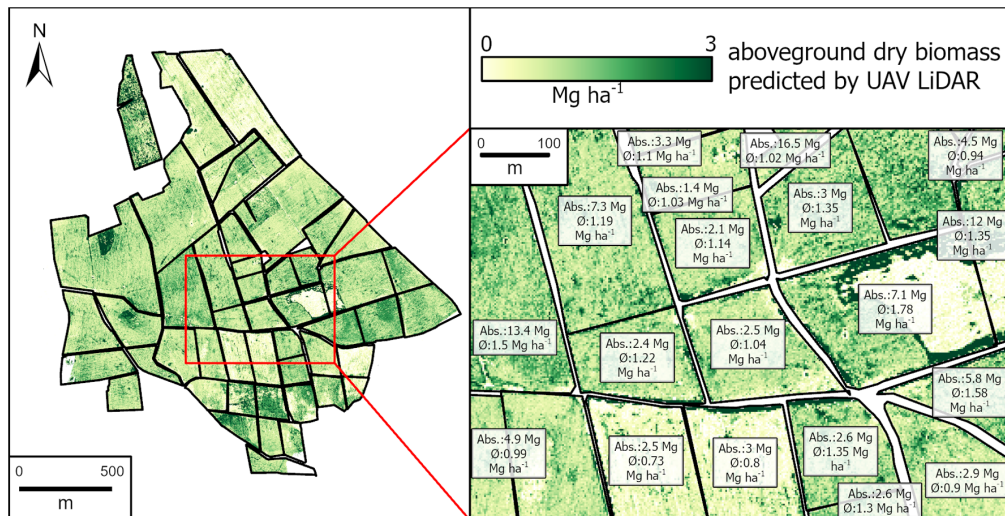 N
0 500
m
0 3
Mg ha⁻¹
aboveground dry biomass
predicted by UAV LiDAR
0 100
m
Abs.:3.3 Mg
Ø:1.1 Mg ha⁻¹
Abs.:16.5 Mg
Ø:1.02 Mg ha⁻¹
Abs.:4.5 Mg
Ø:0.94
Mg ha⁻¹
Abs.:7.3 Mg
Ø:1.19
Mg ha⁻¹
Abs.:1.4 Mg
Ø:1.03 Mg ha⁻¹
Abs.:3 Mg
Ø:1.35
Mg ha⁻¹
Abs.:2.1 Mg
Ø:1.14
Mg ha⁻¹
Abs.:12 Mg
Ø:1.35
Mg ha⁻¹
Abs.:7.1 Mg
Ø:1.78
Mg ha⁻¹
Abs.:13.4 Mg
Ø:1.5 Mg ha⁻¹
Abs.:2.4 Mg
Ø:1.22
Mg ha⁻¹
Abs.:2.5 Mg
Ø:1.04
Mg ha⁻¹
Abs.:5.8 Mg
Ø:1.58
Mg ha⁻¹
Abs.:4.9 Mg
Ø:0.99
Mg ha⁻¹
Abs.:2.5 Mg
Ø:0.73
Mg ha⁻¹
Abs.:3 Mg
Ø:0.8
Mg ha⁻¹
Abs.:2.6 Mg
Ø:1.35 Mg
ha⁻¹
Abs.:2.9 Mg
Ø:0.9 Mg ha⁻¹
Abs.:2.6 Mg
Ø:1.3 Mg ha⁻¹